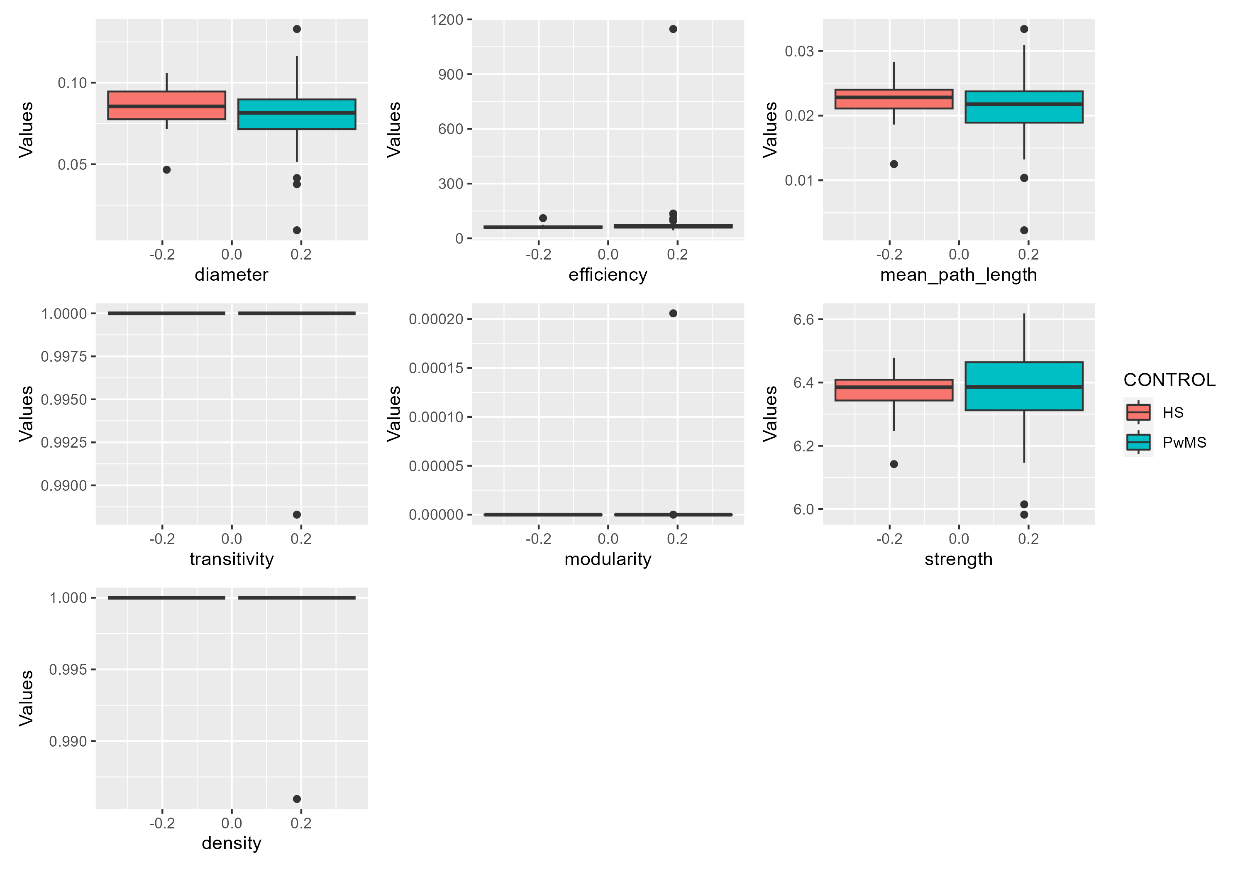 Values
0.10
0.05
-0.2 0.0 0.2
diameter
Values
1200
900
600
300
0
-0.2 0.0 0.2
efficiency
Values
0.03
0.02
0.01
-0.2 0.0 0.2
mean_path_length
Values
1.0000
0.9975
0.9950
0.9925
0.9900
-0.2 0.0 0.2
transitivity
Values
0.00020
0.00015
0.00010
0.00005
0.00000
-0.2 0.0 0.2
modularity
Values
6.6
6.4
6.2
6.0
-0.2 0.0 0.2
strength
CONTROL
HS
PwMS
Values
1.000
0.995
0.990
-0.2 0.0 0.2
density